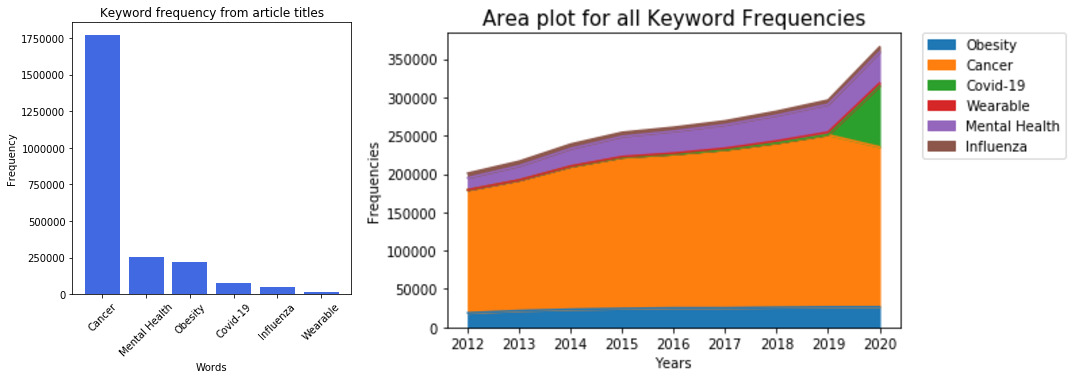 Keyword frequency from article titles
Frequency
1750000
1500000
1250000
1000000
750000
500000
250000
0
Cancer
Mental Health
Obesity
Covid-19
Influenza
Wearable
Words
Area plot for all Keyword Frequencies
Frequencies
350000
300000
250000
200000
150000
100000
50000
0
2012 2013 2014 2015 2016 2017 2018 2019 2020
Years
Obesity
Cancer
Covid-19
Wearable
Mental Health
Influenza